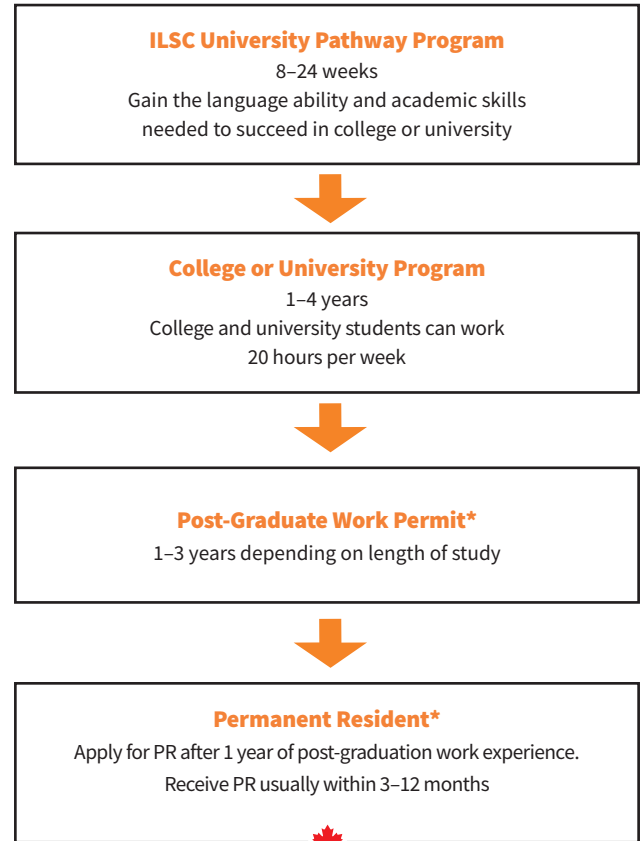 ILSC University Pathway Program
8–24 weeks
Gain the language ability and academic skills
needed to succeed in college or university
College or University Program
1–4 years
College and university students can work
20 hours per week
Post-Graduate Work Permit*
1–3 years depending on length of study
Permanent Resident*
Apply for PR after 1 year of post-graduation work experience.
Receive PR usually within 3–12 months